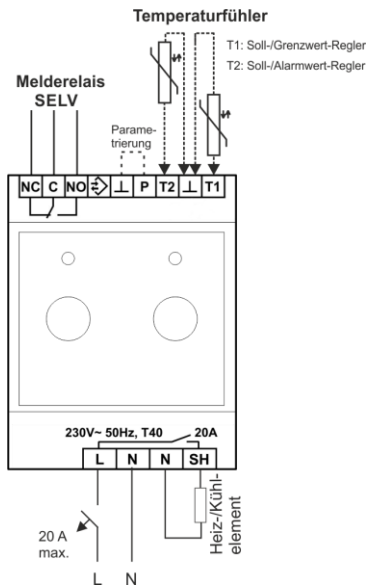 Temperaturfühler
T1: Soll-/Grenzwert-Regler
T2: Soll-/Alarmwert-Regler
Melderelais
SELV
Parame-
trierung
NC C NO ⊥ P T2 ⊥ T1
230V~ 50Hz, T40 20A
L N N SH
20 A
max.
Heiz-/Kühl-
element
L N